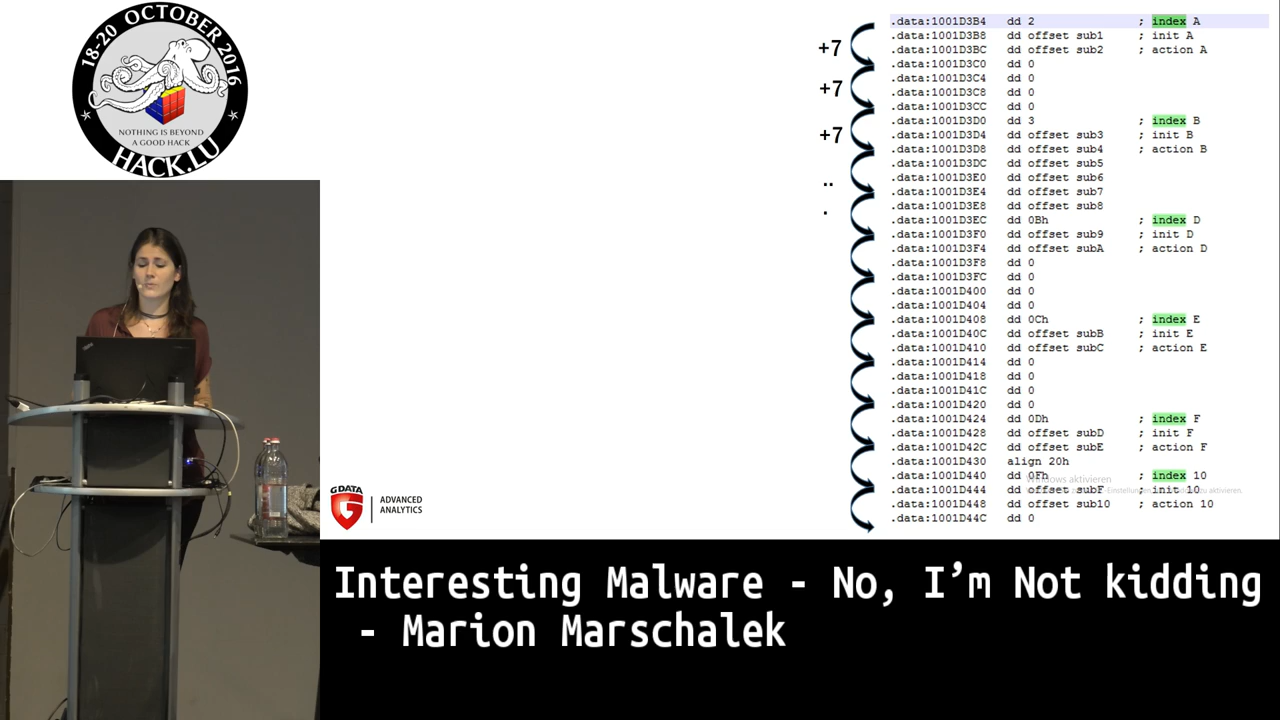 18-20 OCTOBER 2016
NOTHING IS BEYOND
A GOOD HACK
HACK.LU
+7
+7
+7
..
.
.data:1001D3B4 dd 2 ; index A
.data:1001D3B8 dd offset sub1 ; init A
.data:1001D3BC dd offset sub2 ; action A
.data:1001D3C0 dd 0
.data:1001D3C4 dd 0
.data:1001D3C8 dd 0
.data:1001D3CC dd 0
.data:1001D3D0 dd 3 ; index B
.data:1001D3D4 dd offset sub3 ; init B
.data:1001D3D8 dd offset sub4 ; action B
.data:1001D3DC dd offset sub5
.data:1001D3E0 dd offset sub6
.data:1001D3E4 dd offset sub7
.data:1001D3E8 dd offset sub8
.data:1001D3EC dd 0Bh ; index D
.data:1001D3F0 dd offset sub9 ; init D
.data:1001D3F4 dd offset subA ; action D
.data:1001D3F8 dd 0
.data:1001D3FC dd 0
.data:1001D400 dd 0
.data:1001D404 dd 0
.data:1001D408 dd 0Ch ; index E
.data:1001D40C dd offset subB ; init E
.data:1001D410 dd offset subC ; action E
.data:1001D414 dd 0
.data:1001D418 dd 0
.data:1001D41C dd 0
.data:1001D420 dd 0
.data:1001D424 dd 0Dh ; index F
.data:1001D428 dd offset subD ; init F
.data:1001D42C dd offset subE ; action F
.data:1001D430 align 20h
.data:1001D440 dd 0Fh ; index 10
.data:1001D444 dd offset subF ; init 10
.data:1001D448 dd offset sub10 ; action 10
.data:1001D44C dd 0
Windows aktivieren
Einstellungen, zu aktivieren.
G DATA
ADVANCED
ANALYTICS
Interesting Malware - No, I'm Not kidding
- Marion Marschalek